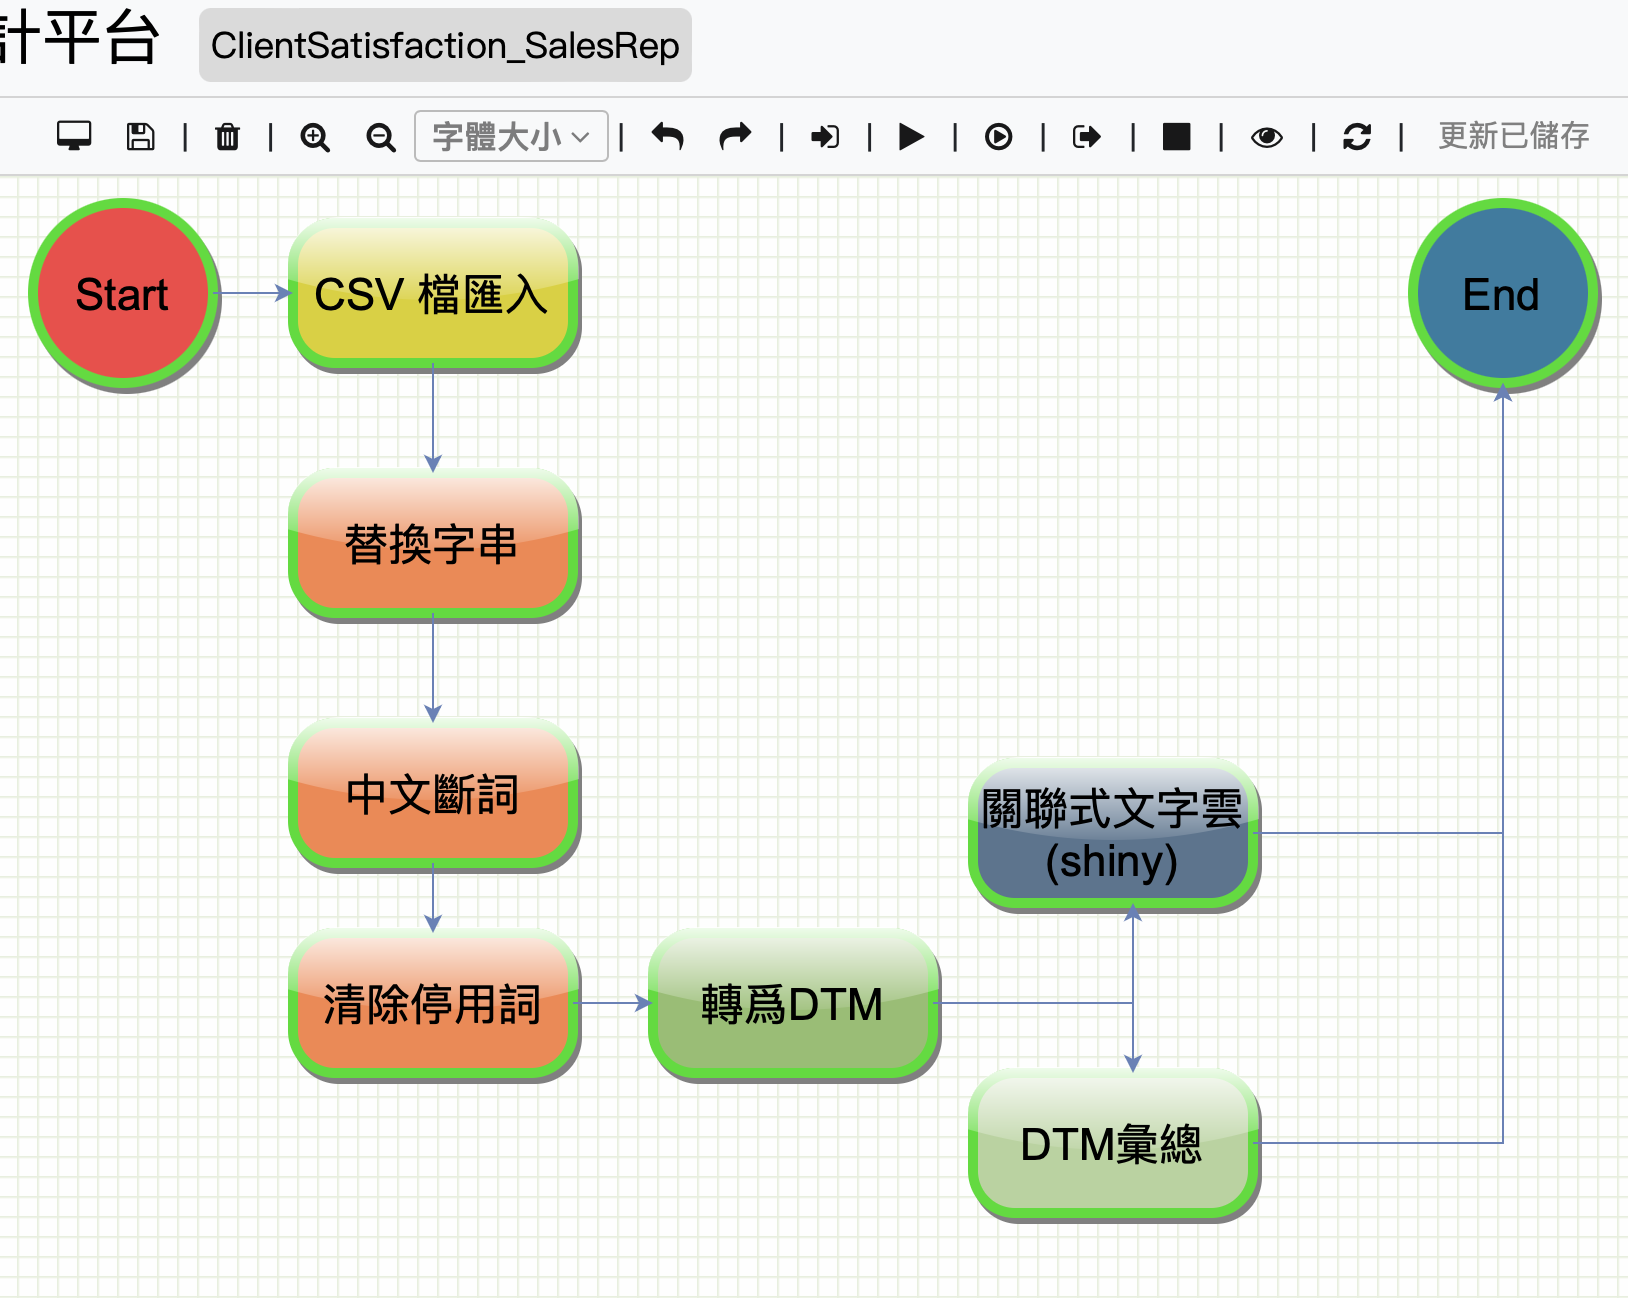 計平台 ClientSatisfaction_SalesRep
字體大小 更新已儲存
Start
CSV 檔匯入
End
替換字串
中文斷詞
關聯式文字雲
(shiny)
清除停用詞
轉爲DTM
DTM彙總